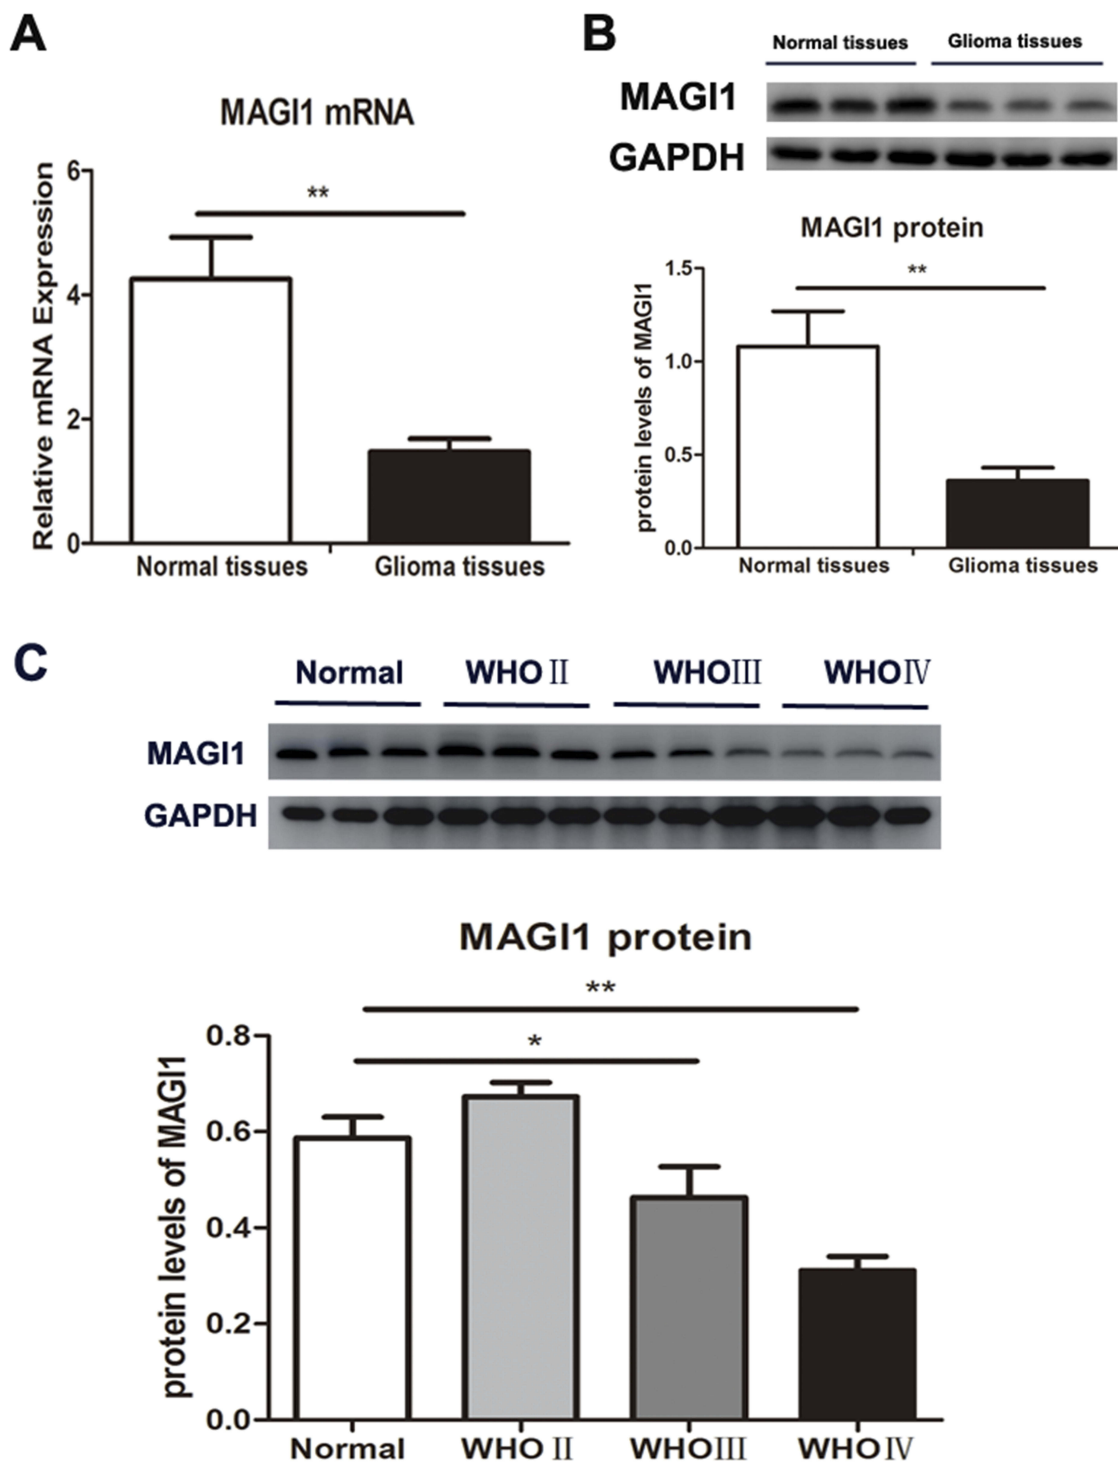 A
MAGI1 mRNA
Relative mRNA Expression
6
4
2
0
**
Normal tissues
Glioma tissues
B
Normal tissues
Glioma tissues
MAGI1
GAPDH
MAGI1 protein
protein levels of MAGI1
1.5
1.0
0.5
0.0
**
Normal tissues
Glioma tissues
C
Normal
WHO Ⅱ
WHOⅢ
WHOⅣ
MAGI1
GAPDH
MAGI1 protein
protein levels of MAGI1
**
*
0.8
0.6
0.4
0.2
0.0
Normal
WHO Ⅱ
WHOⅢ
WHO Ⅳ